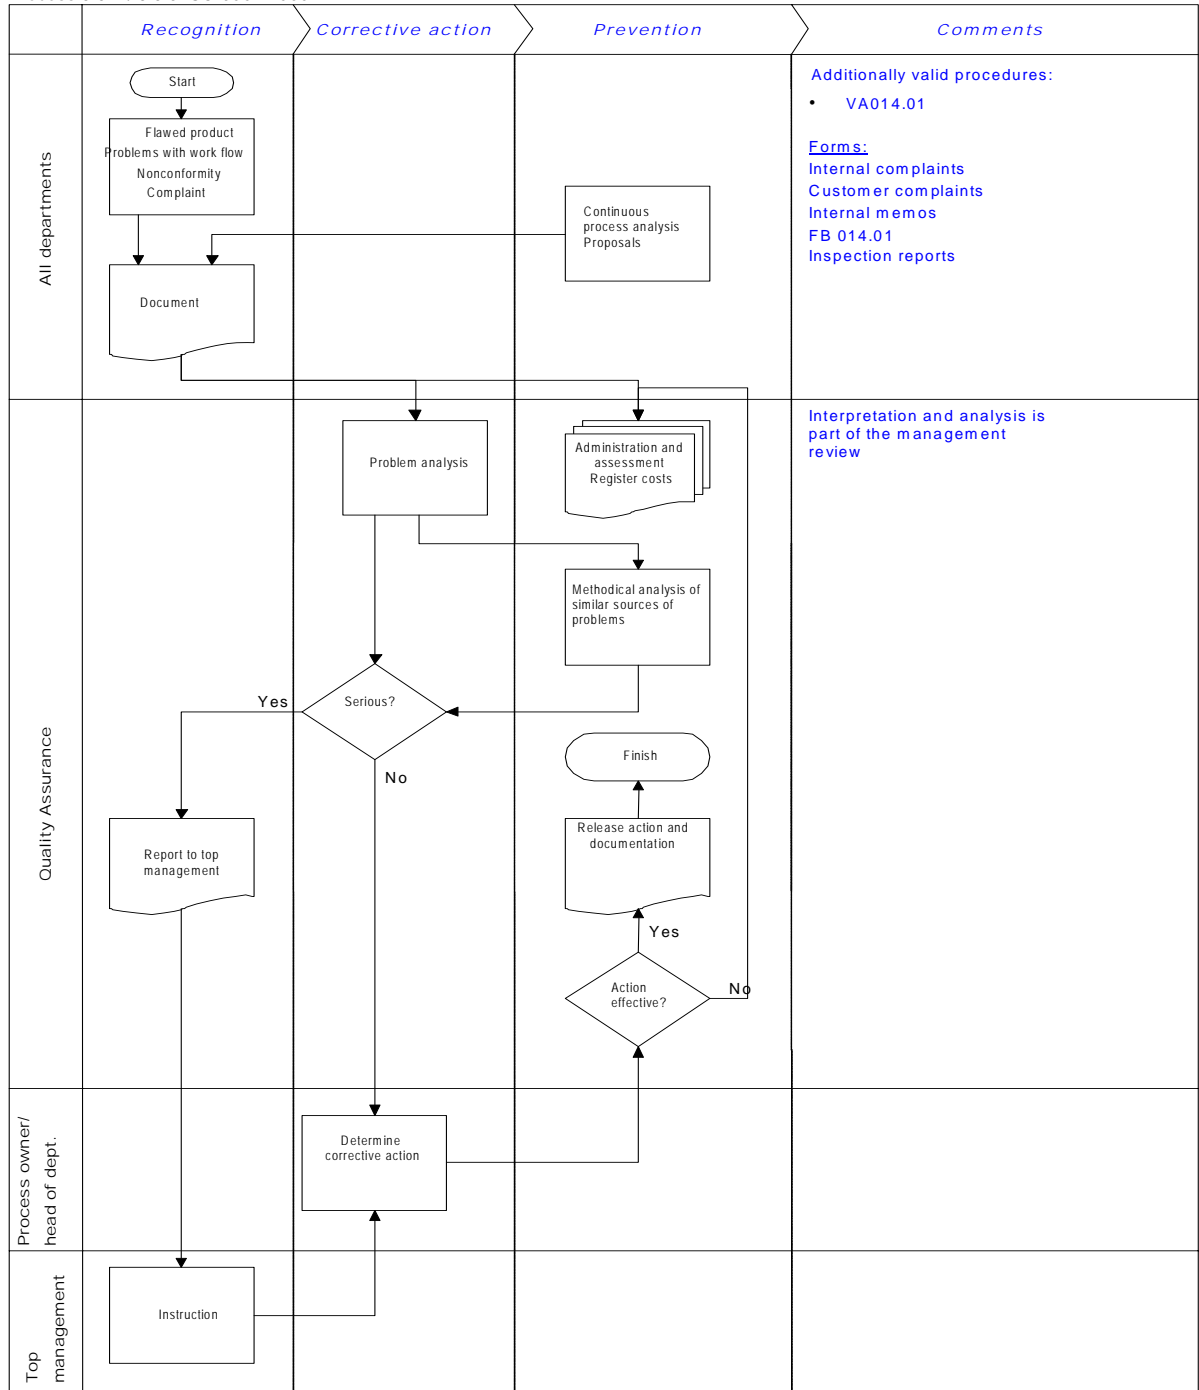 Recognition
Corrective action
Prevention
Comments
All departments
Start
Flawed product
Problems with work flow
Nonconformity
Complaint
Document
Continuous
process analysis
Proposals
Additionally valid procedures:
• VA014.01
Forms:
Internal complaints
Customer complaints
Internal memos
FB 014.01
Inspection reports
Quality Assurance
Problem analysis
Administration and
assessment
Register costs
Interpretation and analysis is
part of the management
review
Methodical analysis of
similar sources of
problems
Serious?
Yes
No
Finish
Report to top
management
Release action and
documentation
Yes
Action
effective?
No
Process owner/
head of dept.
Determine
corrective action
Top
management
Instruction